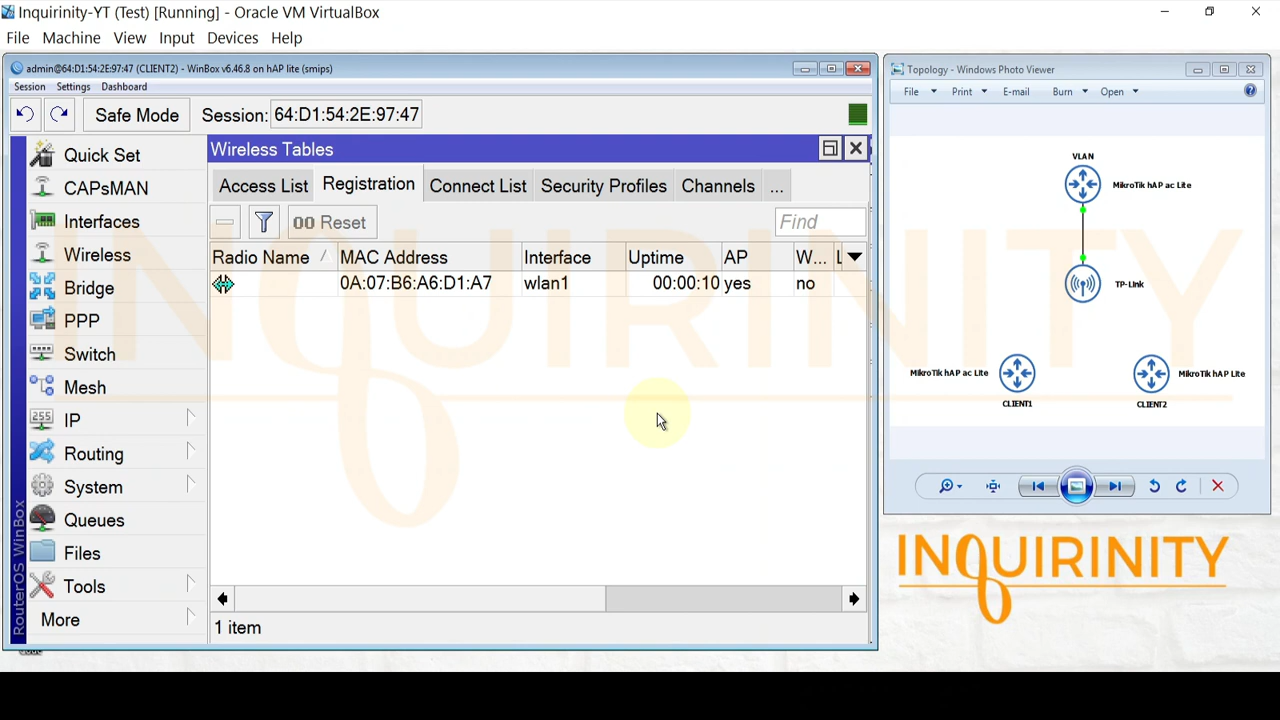 Inquirinity-YT (Test) [Running] - Oracle VM VirtualBox
File Machine View Input Devices Help
admin@64:D1:54:2E:97:47 (CLIENT2) - WinBox v6.46.8 on hAP lite (smips)
Session Settings Dashboard
Safe Mode Session: 64:D1:54:2E:97:47
Quick Set
CAPsMAN
Interfaces
Wireless
Bridge
PPP
Switch
Mesh
255 IP
Routing
System
Queues
Files
Tools
More
RouterOS WinBox
Wireless Tables
Access List Registration Connect List Security Profiles Channels ...
00 Reset Find
Radio Name MAC Address Interface Uptime AP W... L
0A:07:B6:A6:D1:A7 wlan1 00:00:10 yes no
1 item
Code
Topology - Windows Photo Viewer
File Print E-mail Burn Open
VLAN
MikroTik hAP ac Lite
TP-Link
MikroTik hAP ac Lite
CLIENT1
MikroTik hAP Lite
CLIENT2
INQUIRINITY
INQUIRINITY